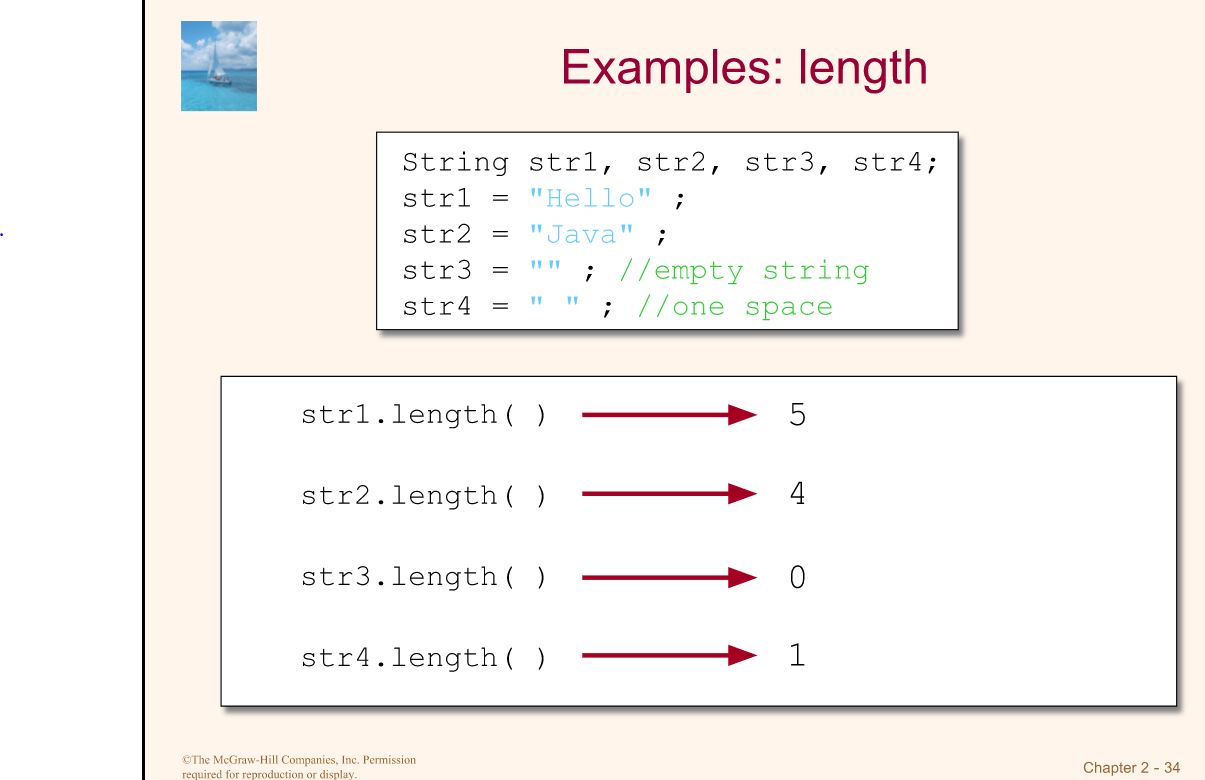 Examples: length
String str1, str2, str3, str4;
str1 = "Hello" ;
str2 = "Java" ;
str3 = "" ; //empty string
str4 = " " ; //one space
str1.length( ) 5
str2.length( ) 4
str3.length( ) 0
str4.length( ) 1
©The McGraw-Hill Companies, Inc. Permission
required for reproduction or display.
Chapter 2 - 34